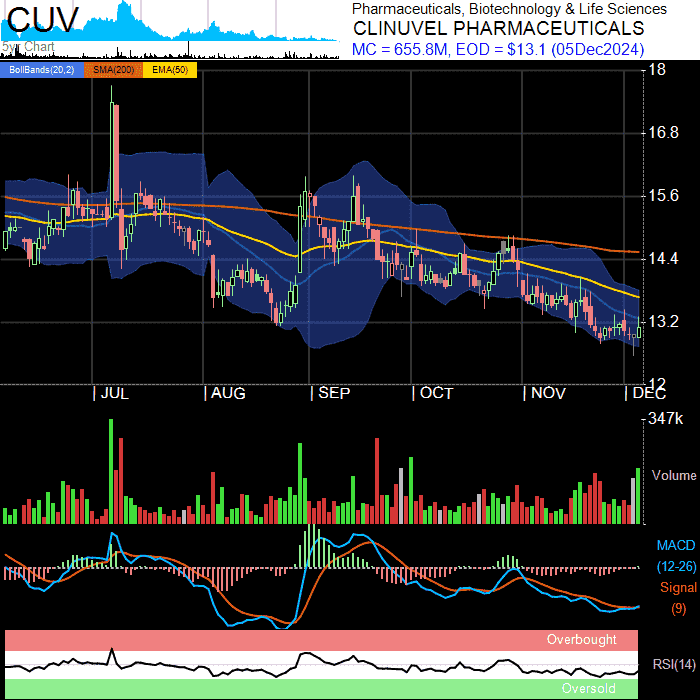 CUV
5yr Chart
Pharmaceuticals, Biotechnology & Life Sciences
CLINUVEL PHARMACEUTICALS
MC = 655.8M, EOD = $13.1 (05Dec2024)
BollBands(20,2) SMA(200) EMA(50)
18
16.8
15.6
14.4
13.2
12
JUL AUG SEP OCT NOV DEC
347k
Volume
MACD
(12-26)
Signal
(9)
Overbought
RSI(14)
Oversold